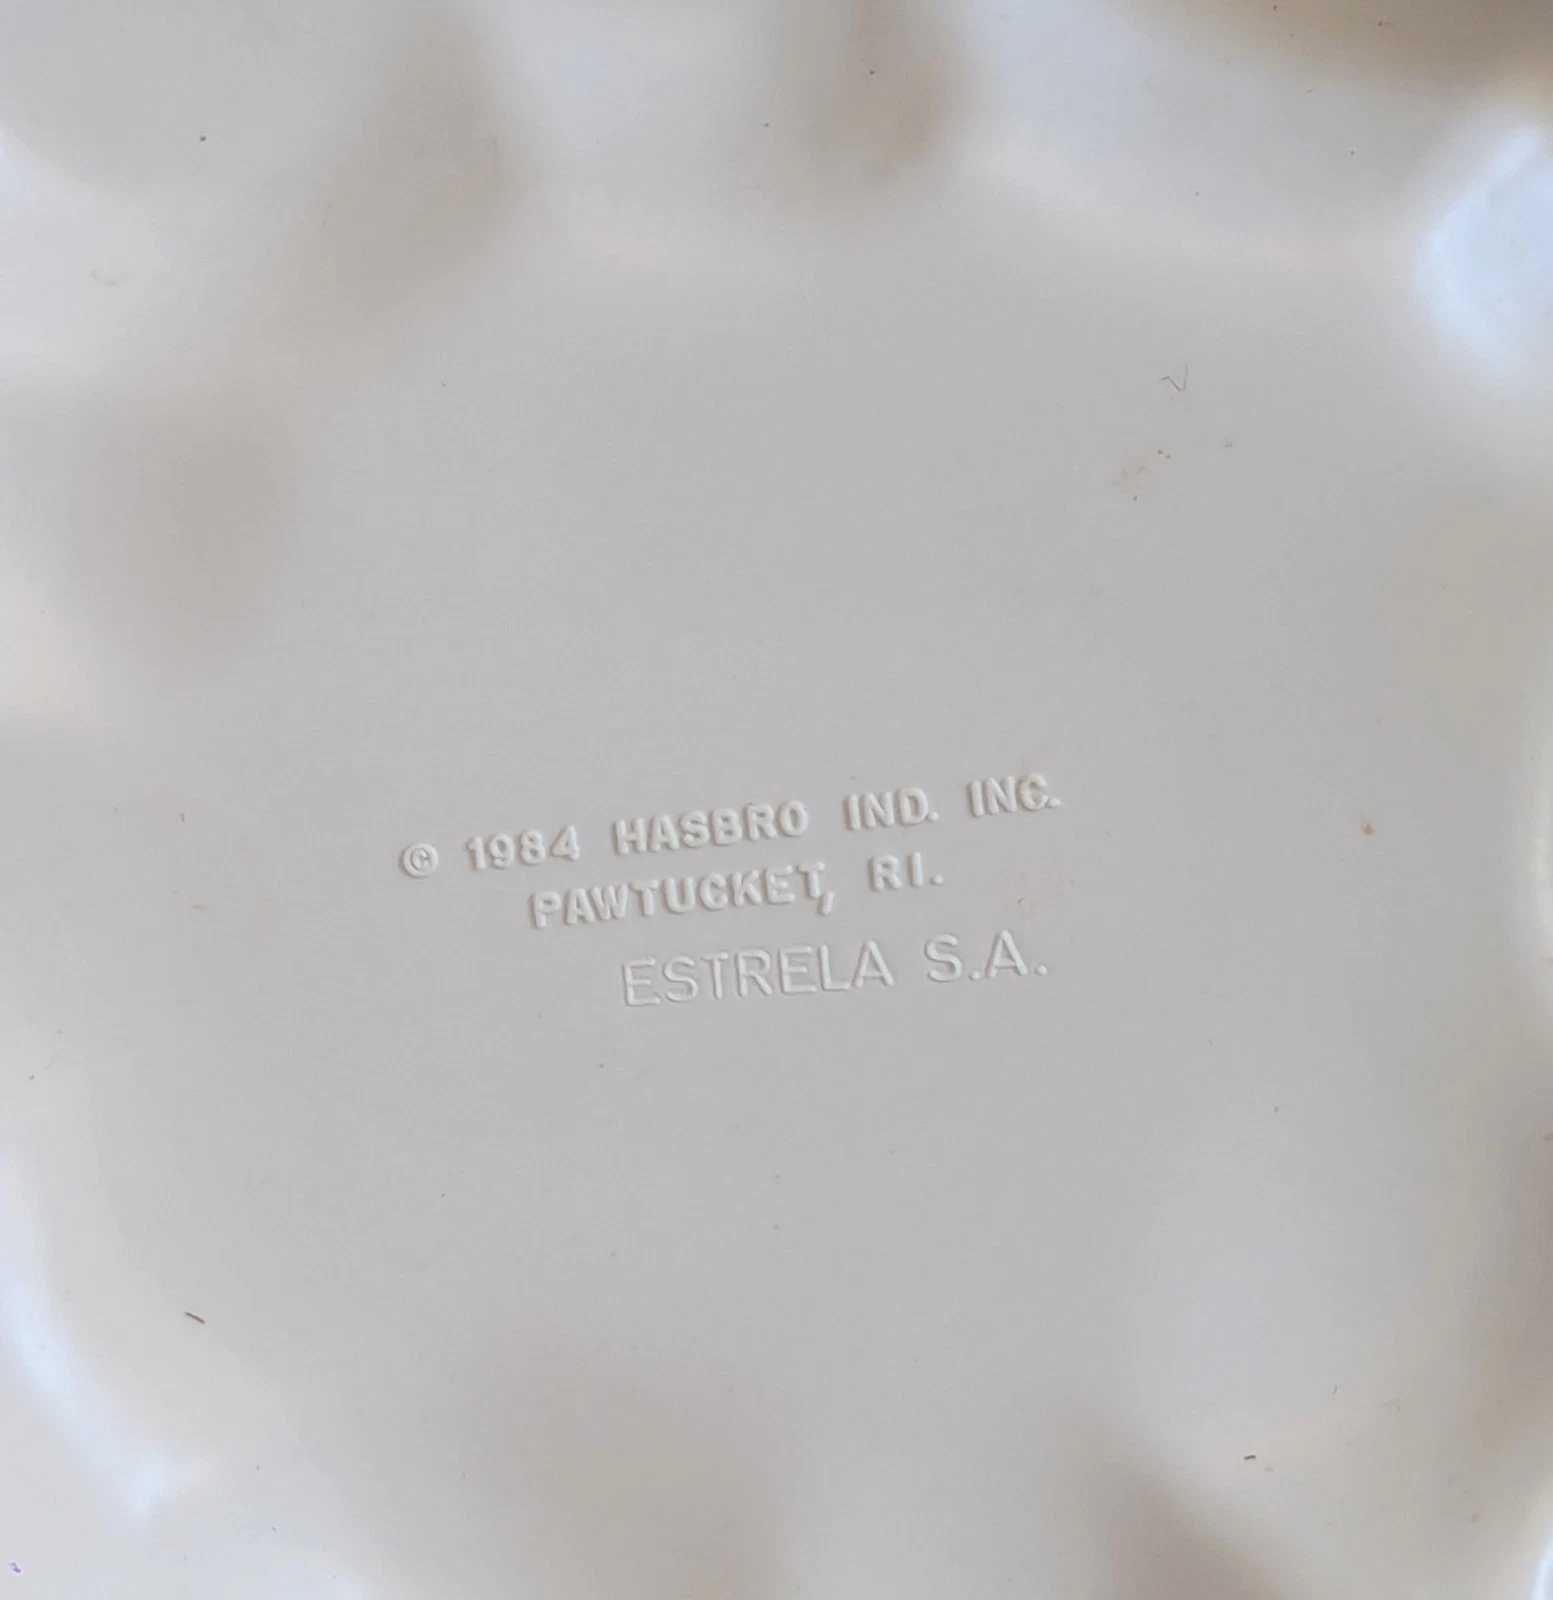 © 1984 HASBRO IND. INC.
PAWTUCKET, RI.
ESTRELA S.A.